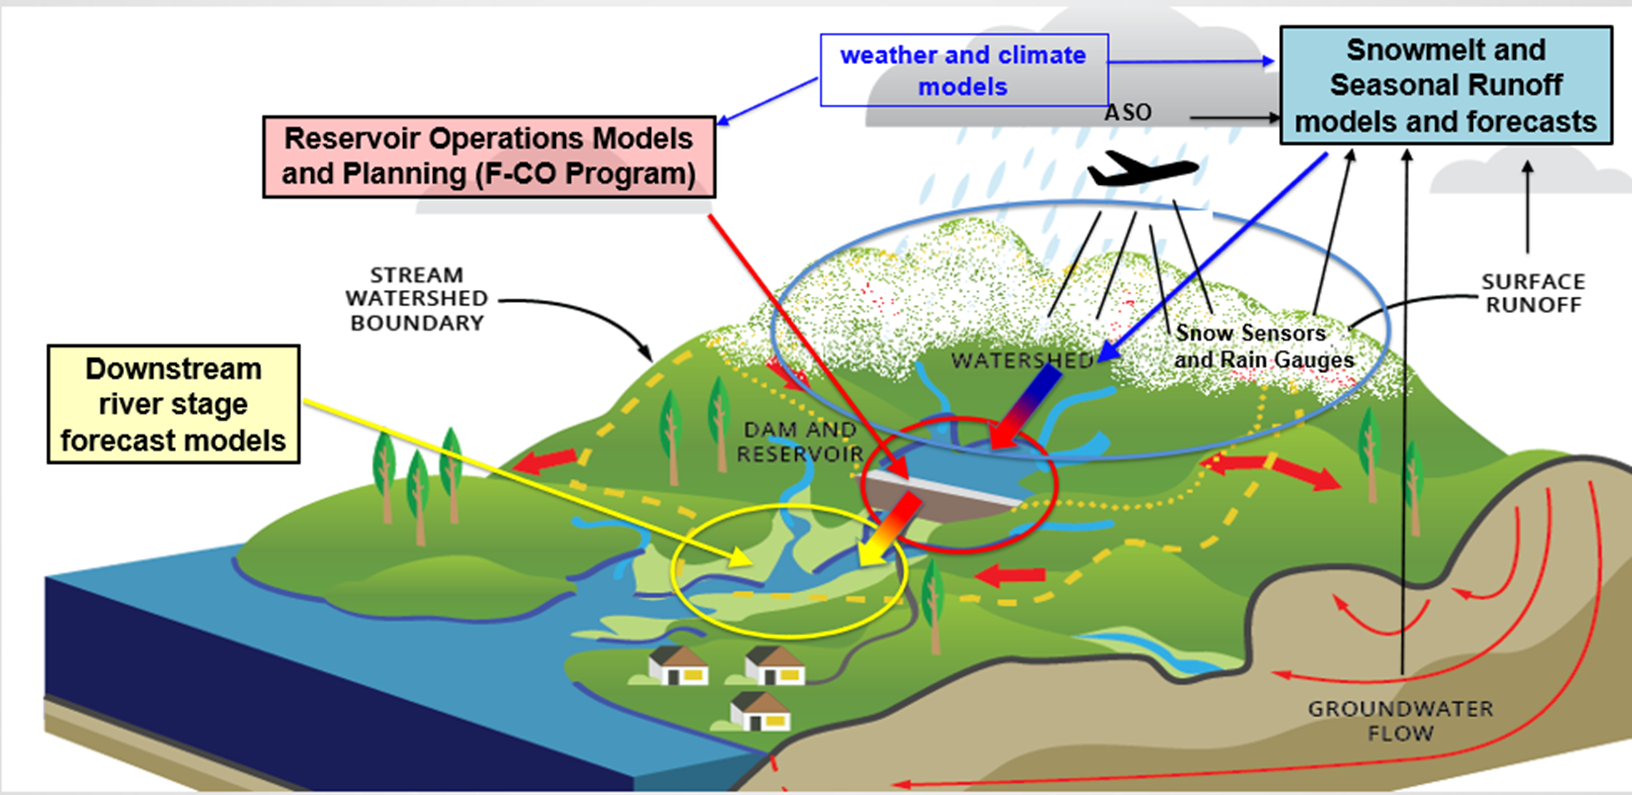 weather and climate
models
Snowmelt and
Seasonal Runoff
models and forecasts
ASO
Reservoir Operations Models
and Planning (F-CO Program)
STREAM
WATERSHED
BOUNDARY
SURFACE
RUNOFF
Snow Sensors
and Rain Gauges
WATERSHED
Downstream
river stage
forecast models
DAM AND
RESERVOIR
GROUNDWATER
FLOW